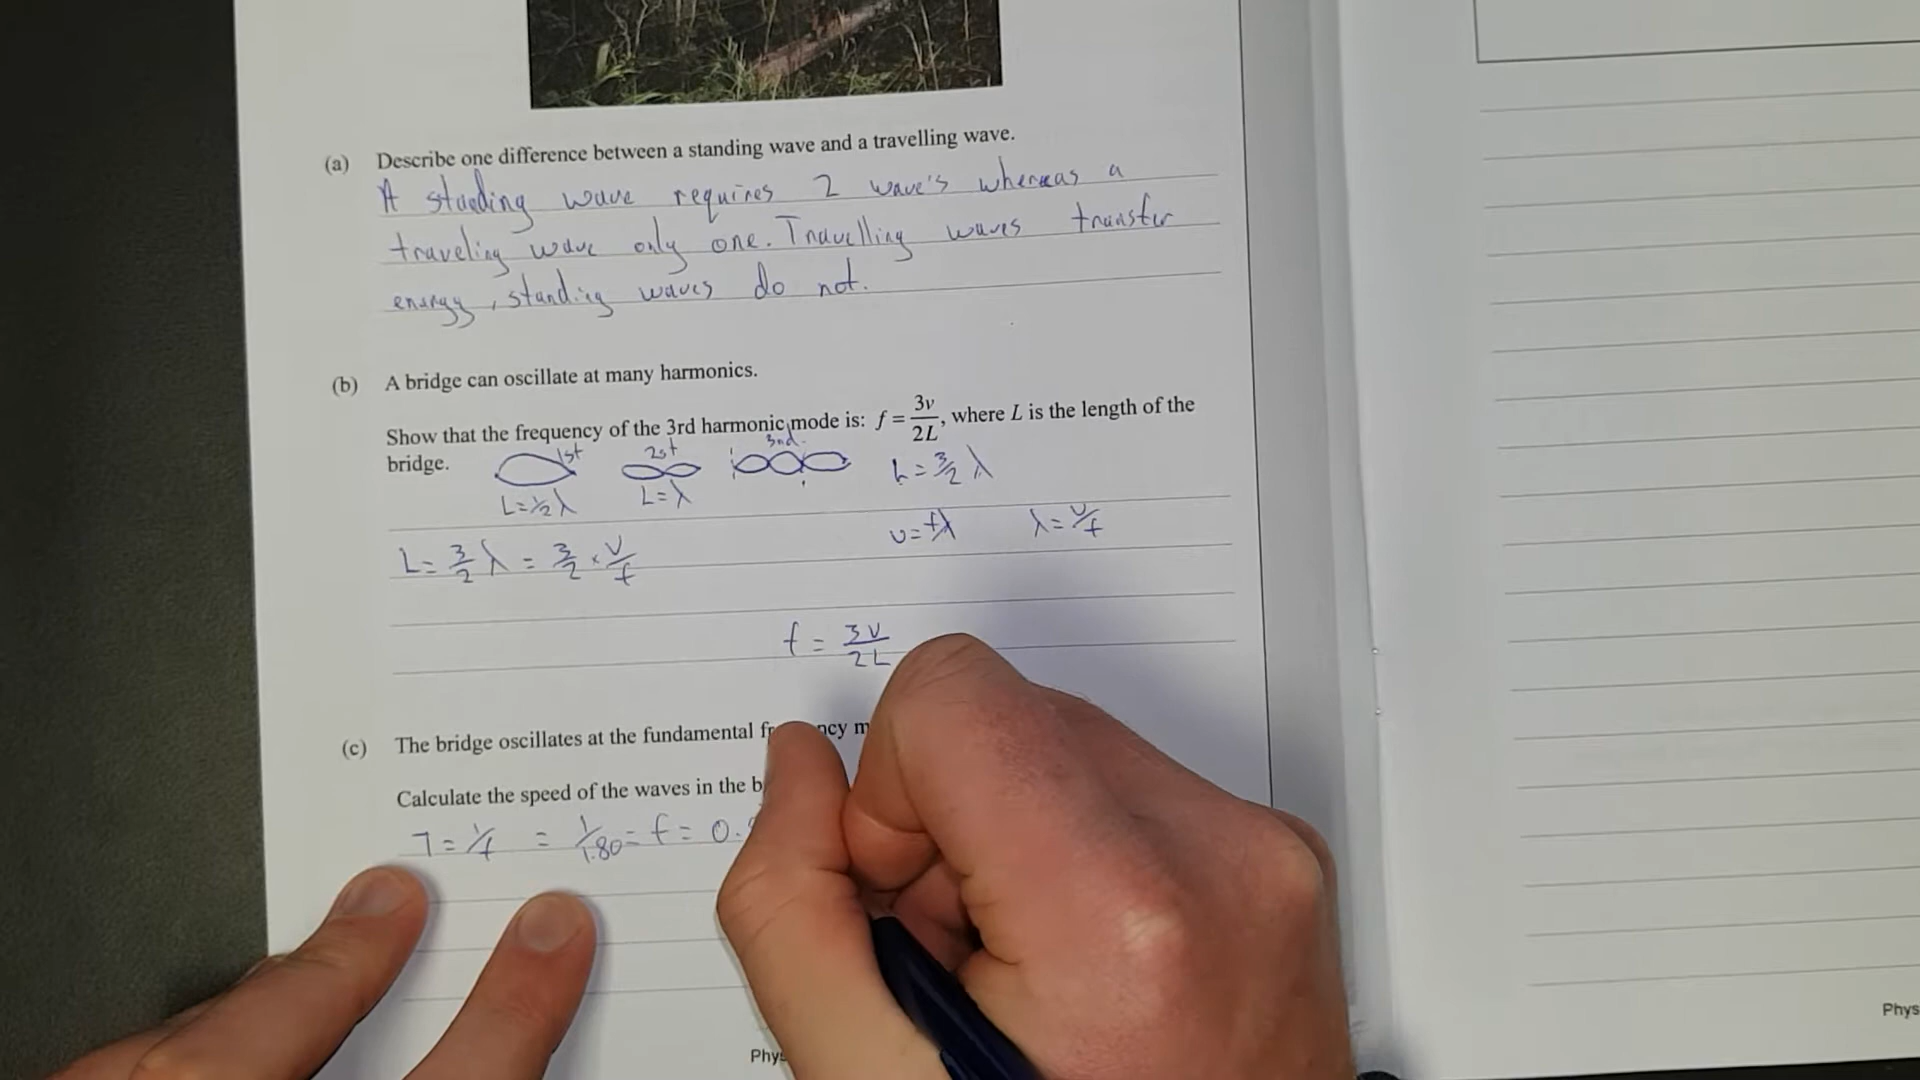 (a) Describe one difference between a standing wave and a travelling wave.
A standing wave requires 2 wave's whereas a
traveling wave only one. Travelling waves transfer
energy, standing waves do not.
(b) A bridge can oscillate at many harmonics.
Show that the frequency of the 3rd harmonic mode is: f = 3v/2L, where L is the length of the
bridge.
1st 2st 3nd
L = 3/2 λ
L = 1/2 λ L = λ
v = fλ λ = v/f
L = 3/2 λ = 3/2 × v/f
f = 3v/2L
(c) The bridge oscillates at the fundamental
Calculate the speed of the waves in the
T = 1/f = 1/1.80 = f = 0.
Phys
Phys